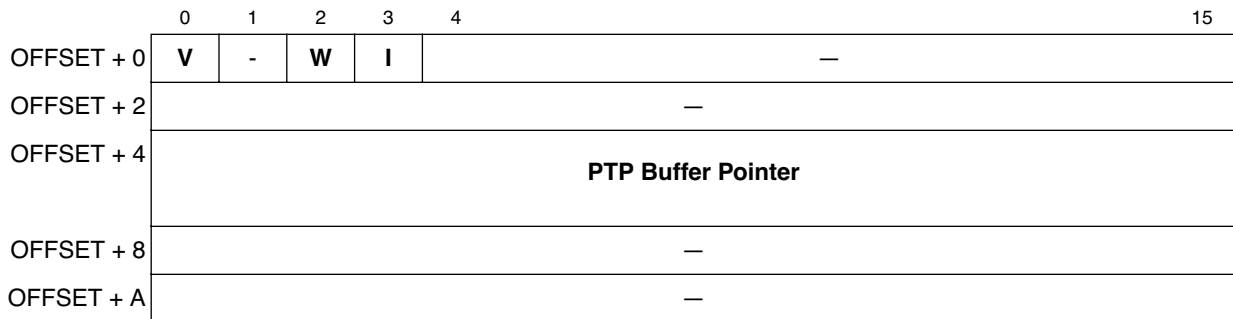 0 1 2 3 4 15
OFFSET + 0 V - W I —
OFFSET + 2 —
OFFSET + 4
PTP Buffer Pointer
OFFSET + 8 —
OFFSET + A —